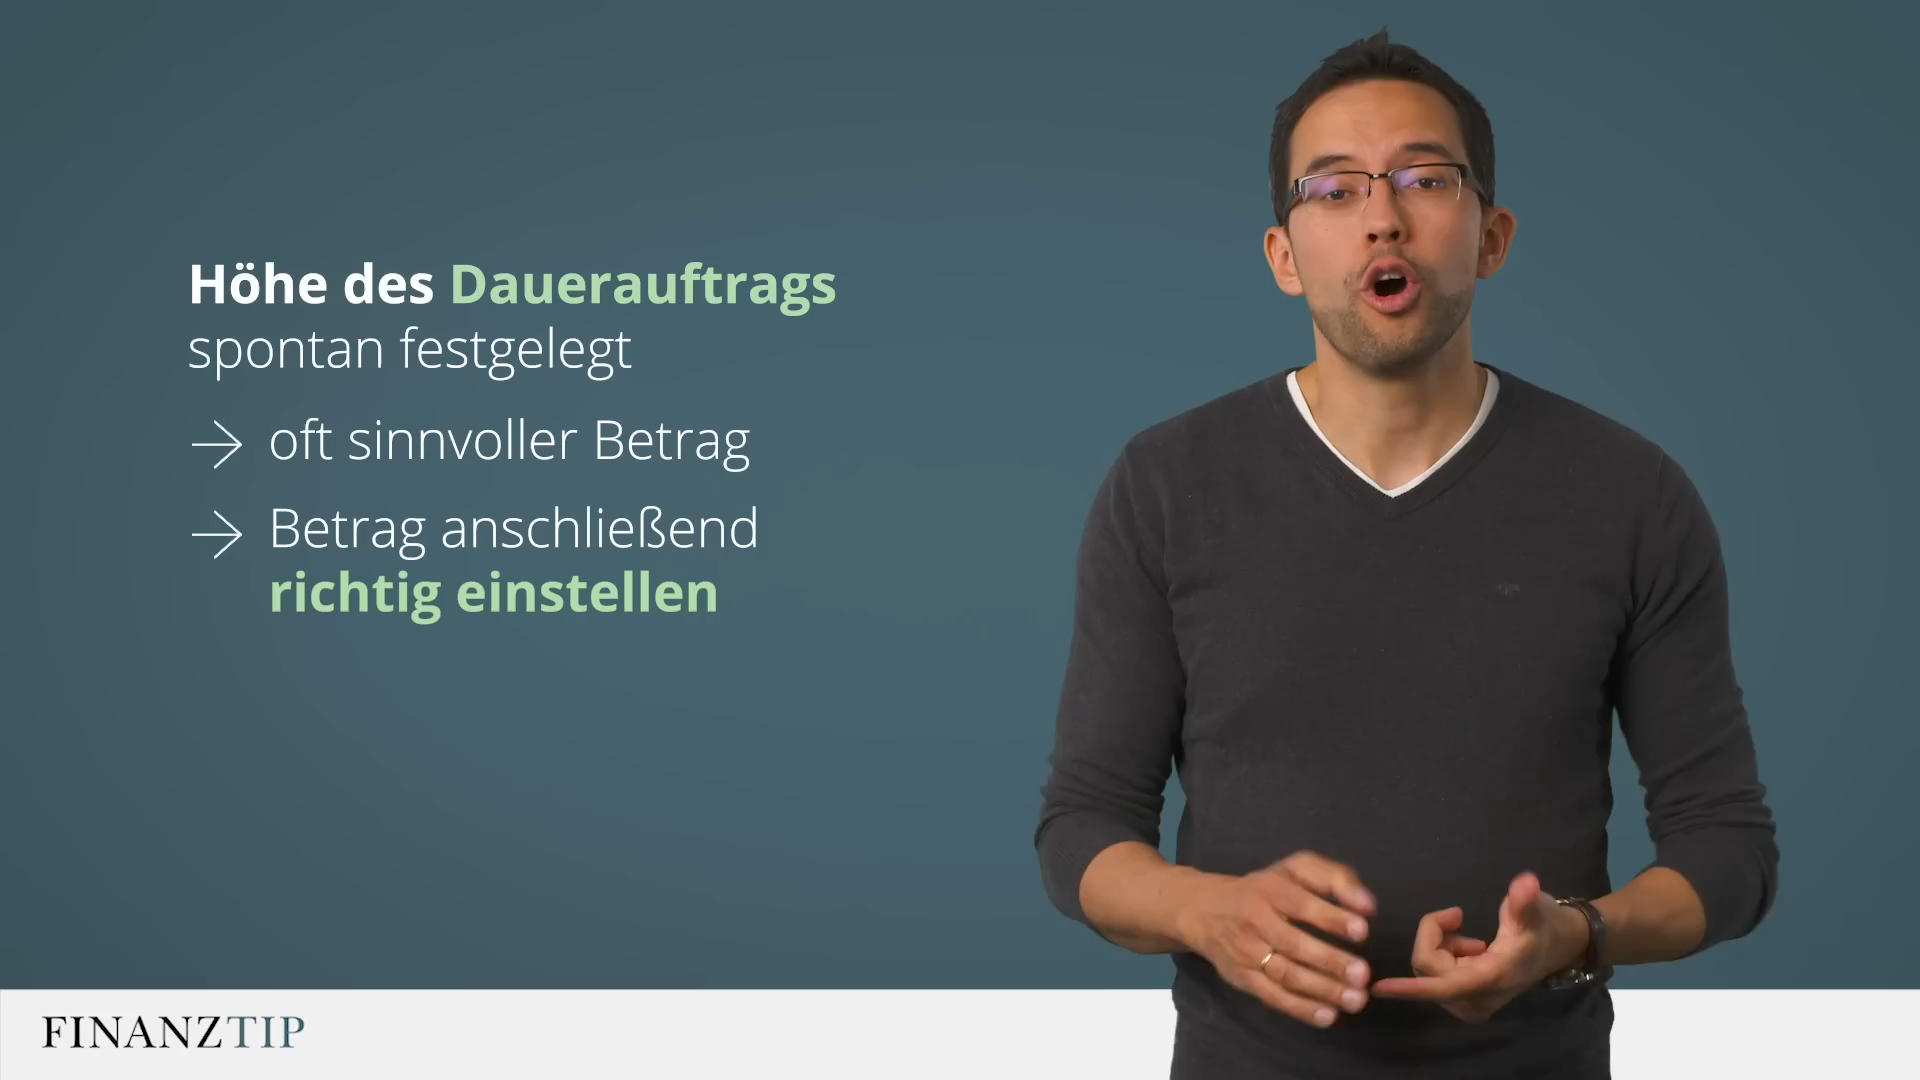 Höhe des Dauerauftrags
spontan festgelegt
→ oft sinnvoller Betrag
→ Betrag anschließend
richtig einstellen
FINANZTIP